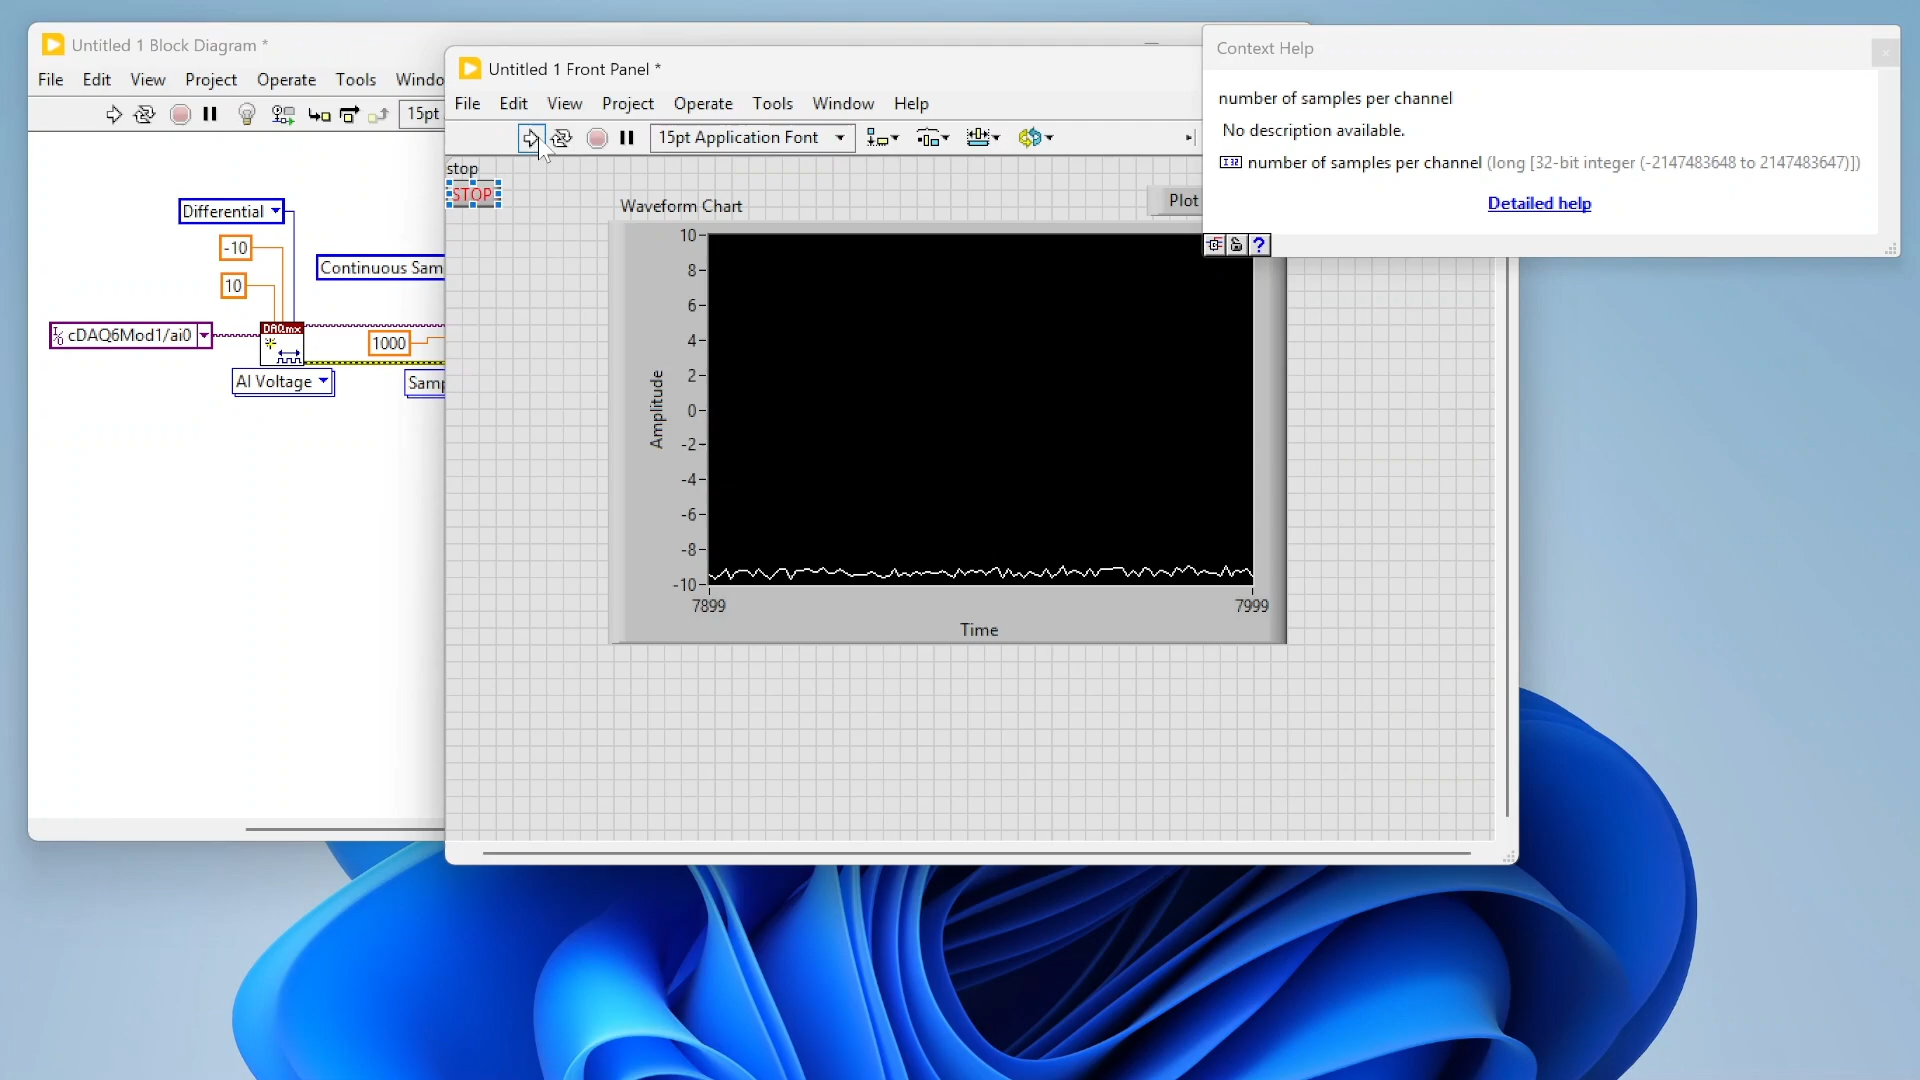 Untitled 1 Block Diagram *
File Edit View Project Operate Tools Windo
15pt
Differential
-10
10
Continuous Sam
cDAQ6Mod1/ai0
DAQmx
1000
AI Voltage
Samp
Untitled 1 Front Panel *
File Edit View Project Operate Tools Window Help
15pt Application Font
stop
STOP
Waveform Chart
Plot
10
8
6
4
2
0
-2
-4
-6
-8
-10
Amplitude
7899
7999
Time
Context Help
number of samples per channel
No description available.
I32 number of samples per channel (long [32-bit integer (-2147483648 to 2147483647)])
Detailed help
?